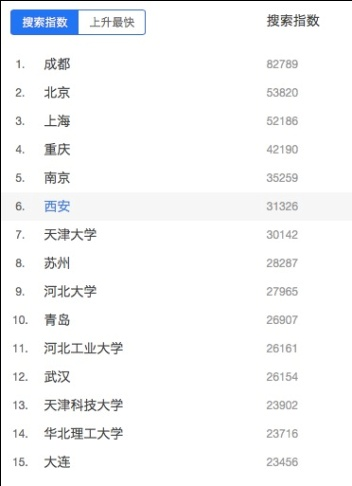 搜索指数 上升最快 搜索指数
1. 成都 82789
2. 北京 53820
3. 上海 52186
4. 重庆 42190
5. 南京 35259
6. 西安 31326
7. 天津大学 30142
8. 苏州 28287
9. 河北大学 27965
10. 青岛 26907
11. 河北工业大学 26161
12. 武汉 26154
13. 天津科技大学 23902
14. 华北理工大学 23716
15. 大连 23456